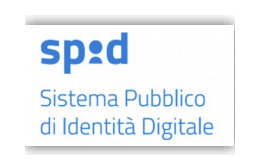 spid
Sistema Pubblico
di Identità Digitale